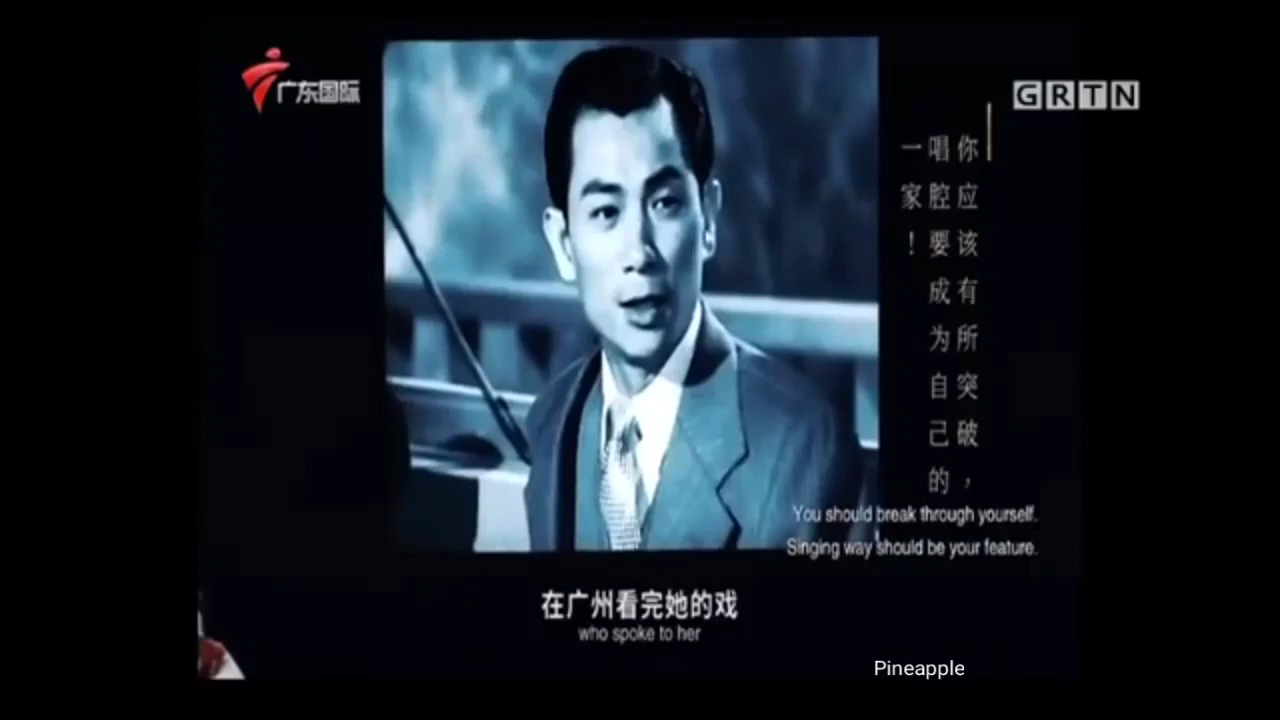 广东国际
GRTN
你应该有所突破，
唱腔要成为自己的
一家！
You should break through yourself.
Singing way should be your feature.
在广州看完她的戏
who spoke to her
Pineapple